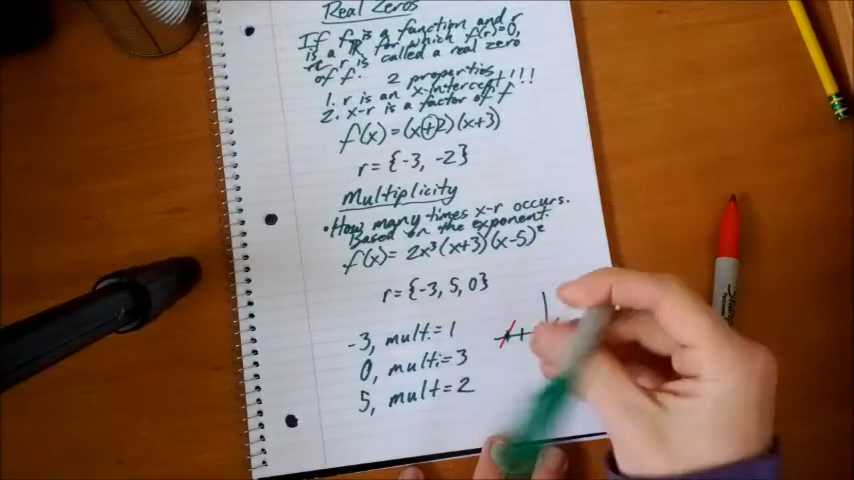 Real Zeros
If f is a function and r
is a ℝ for which f(r)=0,
r is called a real zero
of f. 2 properties
1. r is an x-intercept!!!
2. x-r is a factor of f
f(x) = (x+2)(x+3)
r = {-3, -2}
Multiplicity
• How many times x-r occurs.
Based on the exponent.
f(x) = 2x³(x+3)(x-5)²
r = {-3, 5, 0}
-3, mult. = 1
0, mult. = 3
5, mult = 2
Sharpie